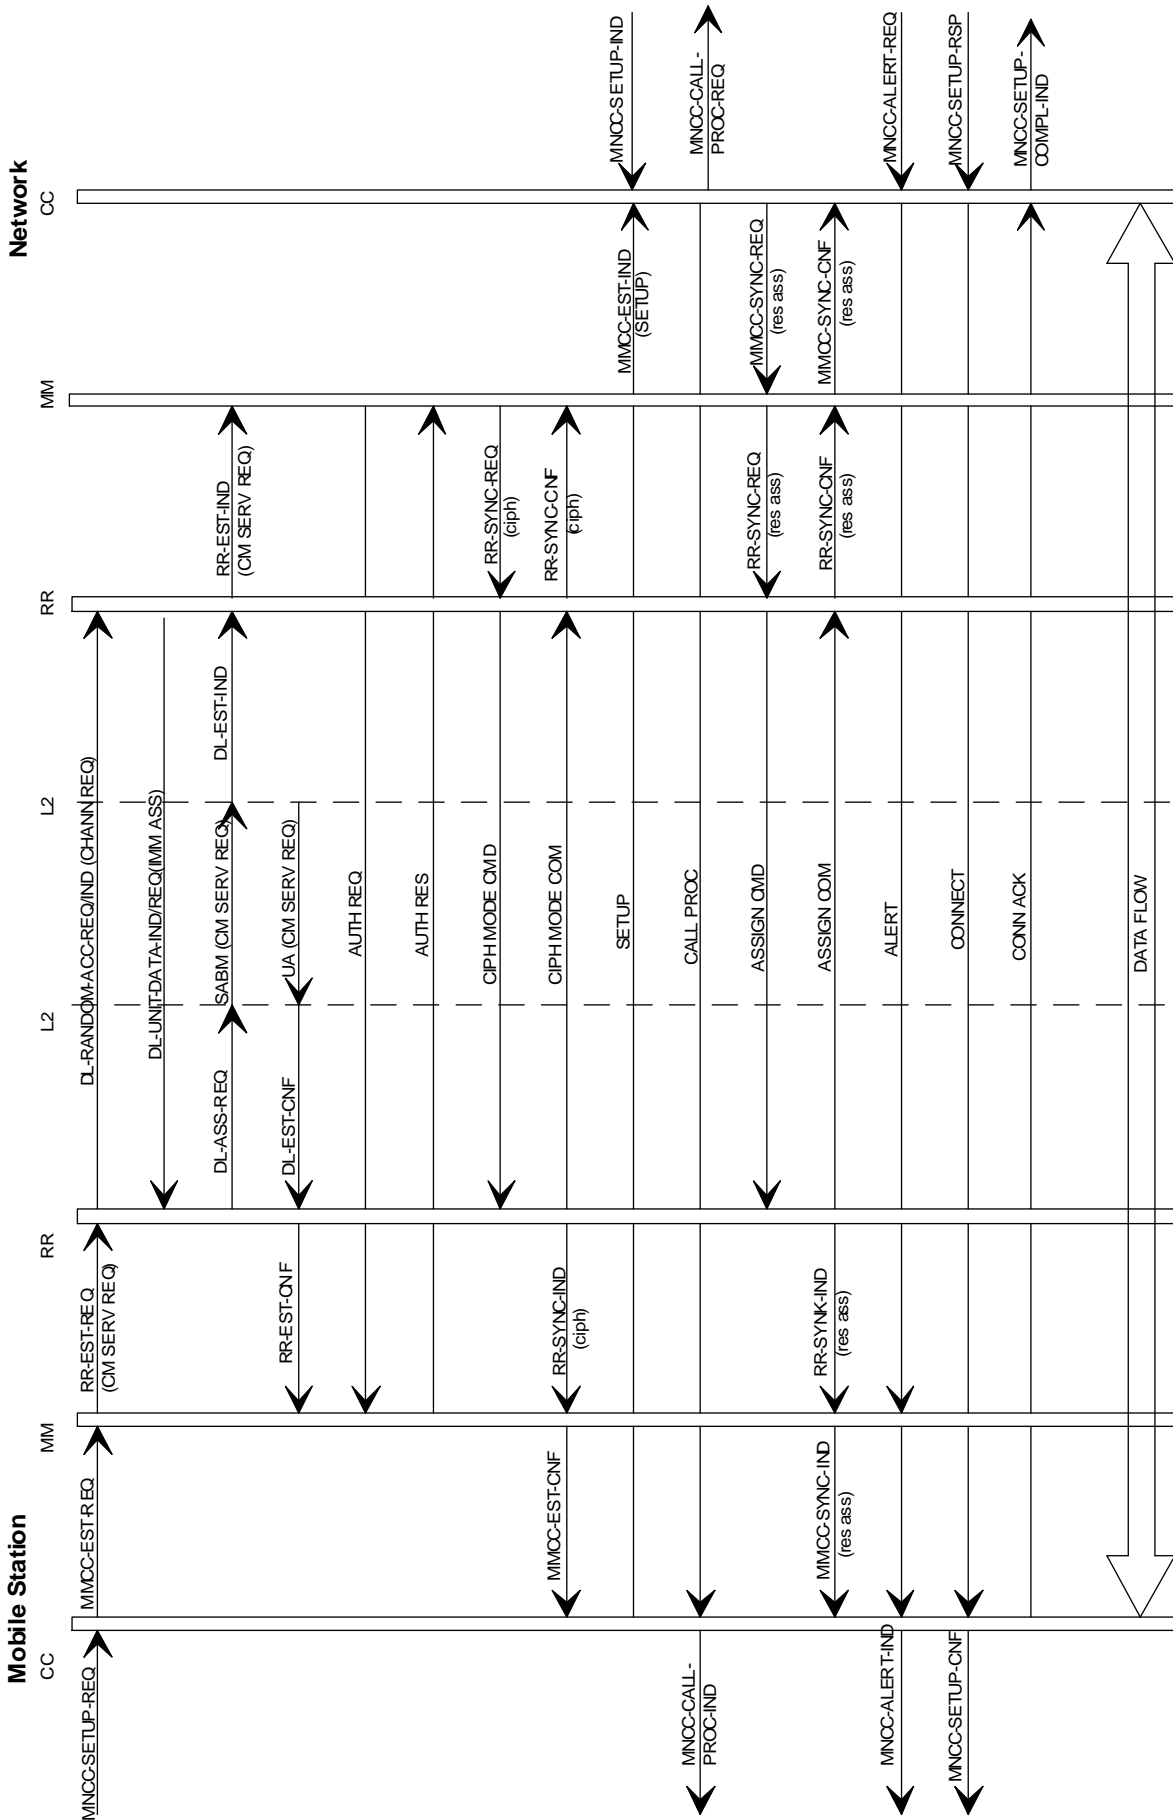 Mobile Station
Network
CC
MM
RR
L2
L2
RR
MM
CC
MNCC-SETUP-REQ
MMCC-EST-REQ
RR-EST-REQ
(CM SERV REQ)
DL-RANDOM-ACC-REQ/IND (CHANN REQ)
DL-UNIT-DATA-IND/REQ(IMM ASS)
DL-ASS-REQ
SABM (CM SERV REQ)
DL-EST-IND
RR-EST-IND
(CM SERV REQ)
RR-EST-CNF
DL-EST-CNF
UA (CM SERV REQ)
AUTH REQ
AUTH RES
CIPH MODE CMD
RR-SYNC-REQ
(ciph)
MMCC-EST-CNF
RR-SYNC-IND
(ciph)
CIPH MODE COM
RR-SYNC-CNF
(ciph)
SETUP
MMCC-EST-IND
(SETUP)
MNCC-SETUP-IND
MNCC-CALL-
PROC-IND
CALL PROC
MNCC-CALL-
PROC-REQ
ASSIGN CMD
RR-SYNC-REQ
(res ass)
MMCC-SYNC-REQ
(res ass)
MMCC-SYNC-IND
(res ass)
RR-SYNK-IND
(res ass)
ASSIGN COM
RR-SYNC-CNF
(res ass)
MMCC-SYNC-CNF
(res ass)
MNCC-ALERT-IND
ALERT
MNCC-ALERT-REQ
MNCC-SETUP-CNF
CONNECT
MNCC-SETUP-RSP
CONN ACK
MNCC-SETUP-
COMPL-IND
DATA FLOW